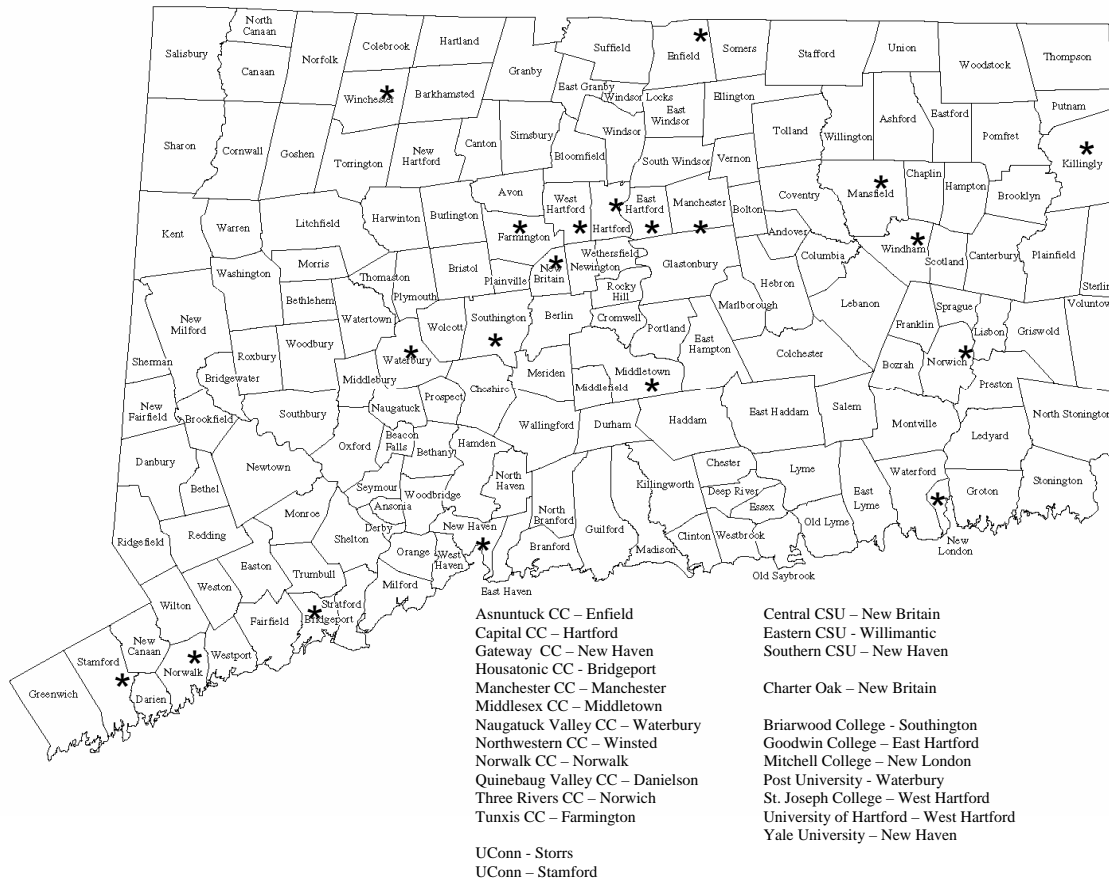 North
Canaan
Salisbury
Norfolk
Colebrook
Hartland
Suffield
Enfield
*
Somers
Stafford
Union
Woodstock
Thompson
Canaan
Granby
East Granby
Windsor Locks
East
Windsor
Ellington
Putnam
Winchester
*
Barkhamsted
Sharon
Cornwall
Goshen
Torrington
New
Hartford
Canton
Simsbury
Bloomfield
Windsor
South Windsor
Vernon
Tolland
Willington
Ashford
Eastford
Pomfret
Killingly
*
Mansfield
*
Chaplin
Hampton
Brooklyn
Kent
Warren
Litchfield
Harwinton
Burlington
Avon
West
Hartford
*
Hartford
*
East
Hartford
*
Manchester
*
Bolton
Coventry
Andover
Columbia
Windham
*
Scotland
Canterbury
Plainfield
Sterlin
Farmington
*
Washington
Morris
Thomaston
Bristol
Plainville
New
Britain
*
Newington
Wethersfield
Glastonbury
Hebron
Lebanon
Bethlehem
Plymouth
Rocky
Hill
Marlborough
Sprague
Voluntow
New
Milford
Watertown
Wolcott
Southington
*
Berlin
Cromwell
Portland
East
Hampton
Franklin
Lisbon
Griswold
Sherman
Roxbury
Woodbury
Waterbury
*
Colchester
Bozrah
Norwich
*
Bridgewater
Middlebury
Cheshire
Meriden
Middlefield
Middletown
*
Preston
New
Fairfield
Brookfield
Southbury
Naugatuck
Prospect
Wallingford
Durham
Haddam
East Haddam
Salem
Montville
North Stonington
Oxford
Beacon
Falls
Bethany
Hamden
Ledyard
Danbury
Newtown
Bethel
Seymour
Woodbridge
North
Haven
Killingworth
Chester
Deep River
Essex
Lyme
East
Lyme
Waterford
*
Groton
Stonington
Monroe
Ansonia
Derby
North
Branford
Guilford
Ridgefield
Redding
Shelton
Orange
New Haven
*
West
Haven
Branford
Madison
Clinton
Westbrook
Old Lyme
New
London
Easton
Trumbull
Milford
East Haven
Old Saybrook
Weston
Wilton
Fairfield
Stratford
Bridgeport
*
New
Canaan
Stamford
*
Norwalk
*
Westport
Greenwich
Darien
Asnuntuck CC – Enfield
Capital CC – Hartford
Gateway CC – New Haven
Housatonic CC - Bridgeport
Manchester CC – Manchester
Middlesex CC – Middletown
Naugatuck Valley CC – Waterbury
Northwestern CC – Winsted
Norwalk CC – Norwalk
Quinebaug Valley CC – Danielson
Three Rivers CC – Norwich
Tunxis CC – Farmington
UConn - Storrs
UConn – Stamford
Central CSU – New Britain
Eastern CSU - Willimantic
Southern CSU – New Haven
Charter Oak – New Britain
Briarwood College - Southington
Goodwin College – East Hartford
Mitchell College – New London
Post University - Waterbury
St. Joseph College – West Hartford
University of Hartford – West Hartford
Yale University – New Haven